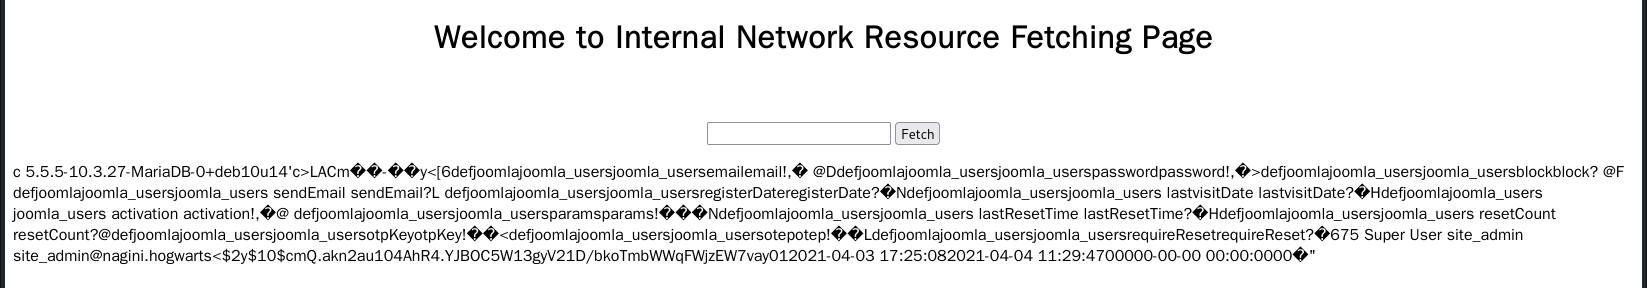 Welcome to Internal Network Resource Fetching Page
Fetch
c 5.5.5-10.3.27-MariaDB-0+deb10u14'c>LACm��-��y<[6defjoomlajoomla_usersjoomla_usersemailemail!,� @Ddefjoomlajoomla_usersjoomla_userspasswordpassword!,�>defjoomlajoomla_usersjoomla_usersblockblock? @F
defjoomlajoomla_usersjoomla_users sendEmail sendEmail?L defjoomlajoomla_usersjoomla_usersregisterDateregisterDate?�Ndefjoomlajoomla_usersjoomla_users lastvisitDate lastvisitDate?�Hdefjoomlajoomla_users
joomla_users activation activation!,�@ defjoomlajoomla_usersjoomla_usersparamsparams!���Ndefjoomlajoomla_usersjoomla_users lastResetTime lastResetTime?�Hdefjoomlajoomla_usersjoomla_users resetCount
resetCount?@defjoomlajoomla_usersjoomla_usersotpKeyotpKey!��<defjoomlajoomla_usersjoomla_usersotepotep!��Ldefjoomlajoomla_usersjoomla_usersrequireResetrequireReset?�675 Super User site_admin
site_admin@nagini.hogwarts<$2y$10$cmQ.akn2au104AhR4.YJBOC5W13gyV21D/bkoTmbWWqFWjzEW7vay012021-04-03 17:25:082021-04-04 11:29:4700000-00-00 00:00:0000�"